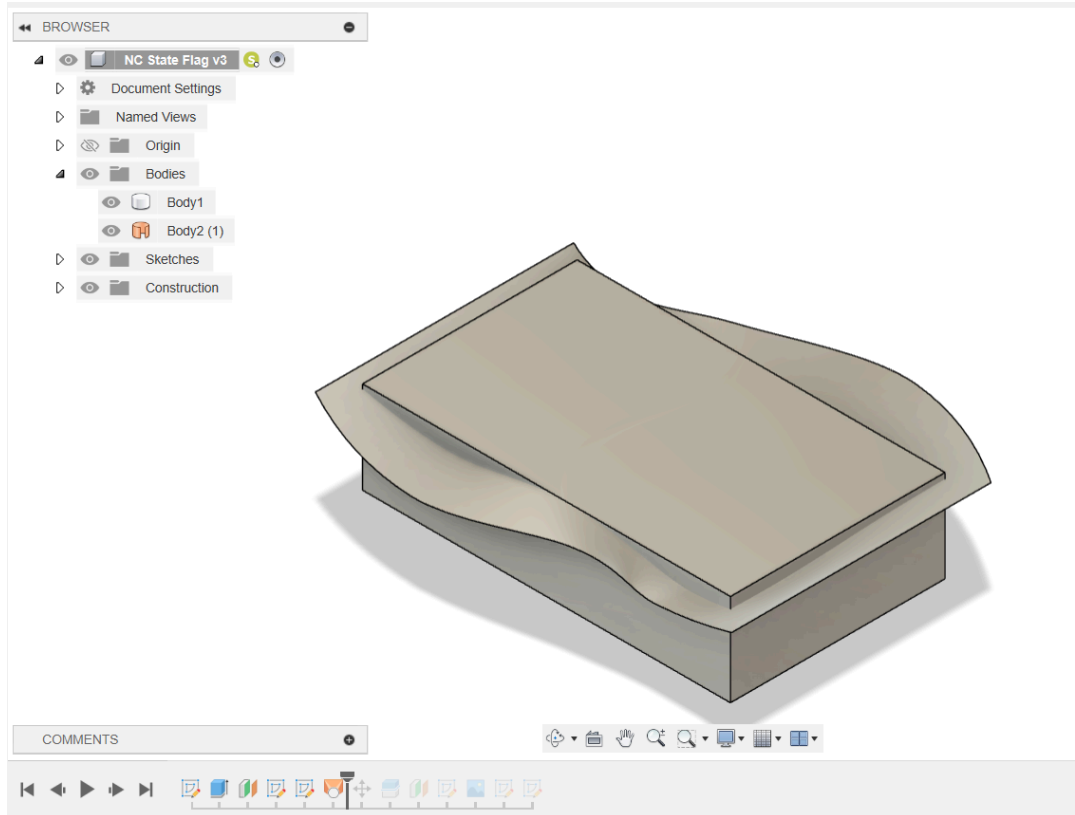 BROWSER
NC State Flag v3
S
Document Settings
Named Views
Origin
Bodies
Body1
Body2 (1)
Sketches
Construction
COMMENTS